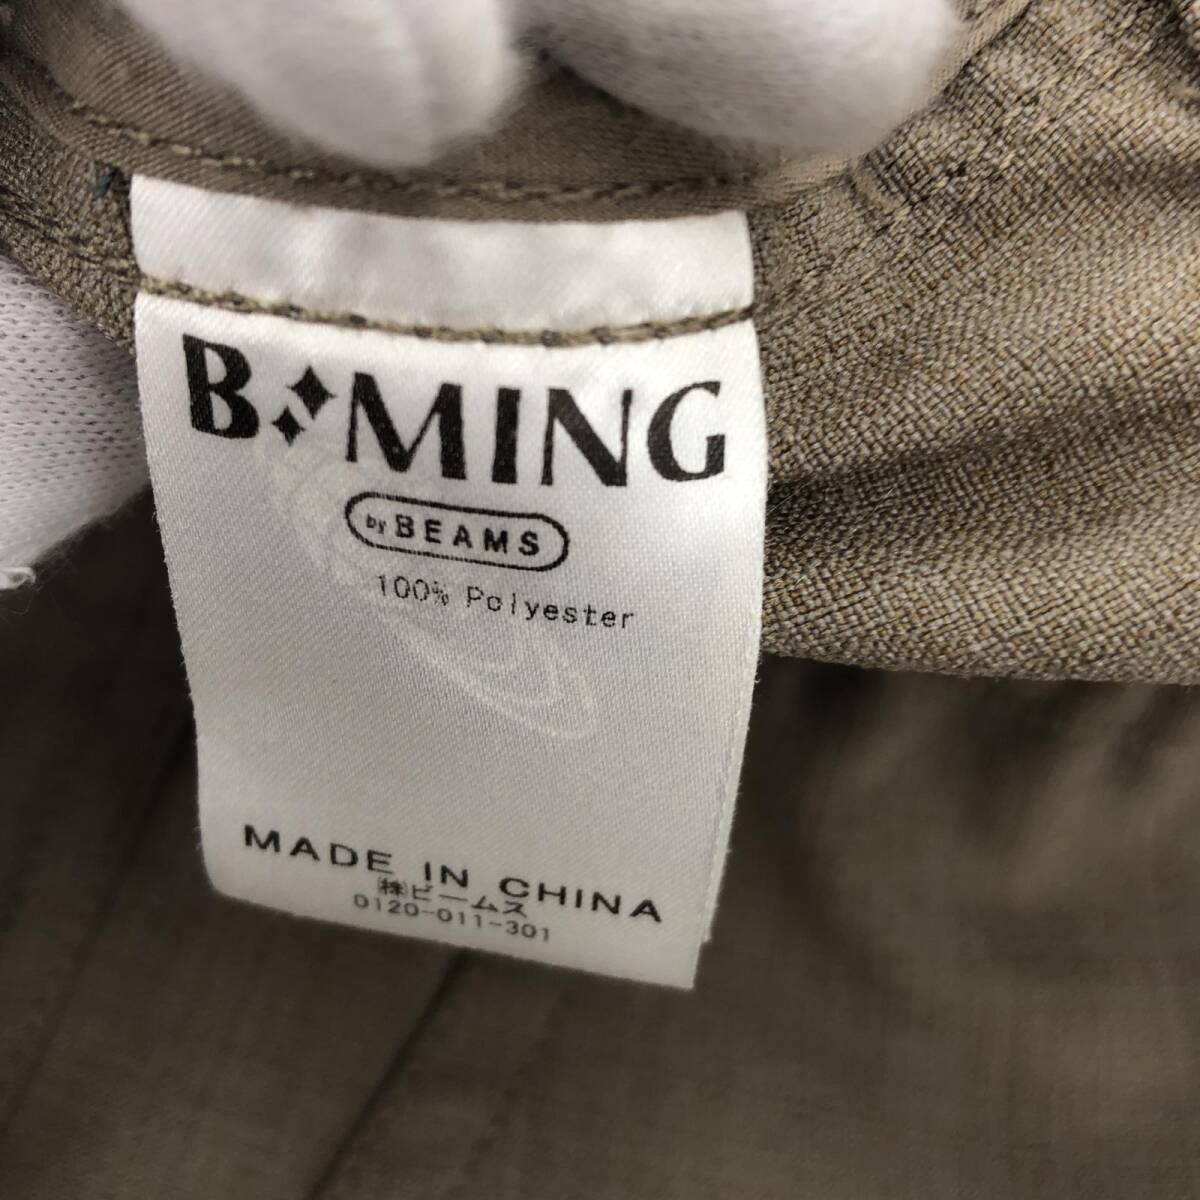 B MING
by BEAMS
100% Polyester
MADE IN CHINA
㈱ビームス
0120-011-301